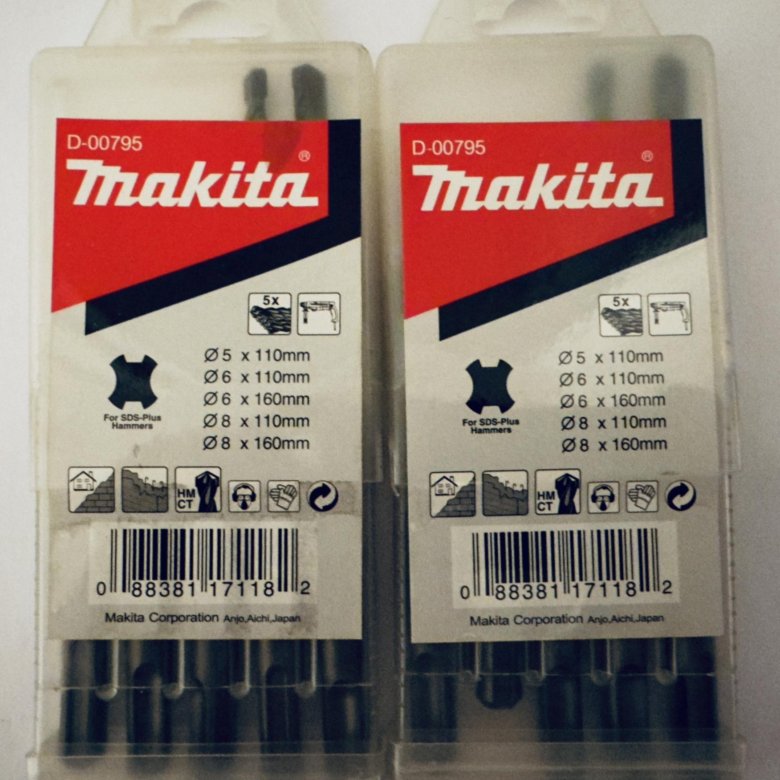 D-00795
makita®
5x
Ø5 x 110mm
Ø6 x 110mm
Ø6 x 160mm
Ø8 x 110mm
Ø8 x 160mm
For SDS-Plus
Hammers
HM
CT
0 88381 17118 2
Makita Corporation Anjo,Aichi,Japan
D-00795
makita®
5x
Ø5 x 110mm
Ø6 x 110mm
Ø6 x 160mm
Ø8 x 110mm
Ø8 x 160mm
For SDS-Plus
Hammers
HM
CT
0 88381 17118 2
Makita Corporation Anjo,Aichi,Japan